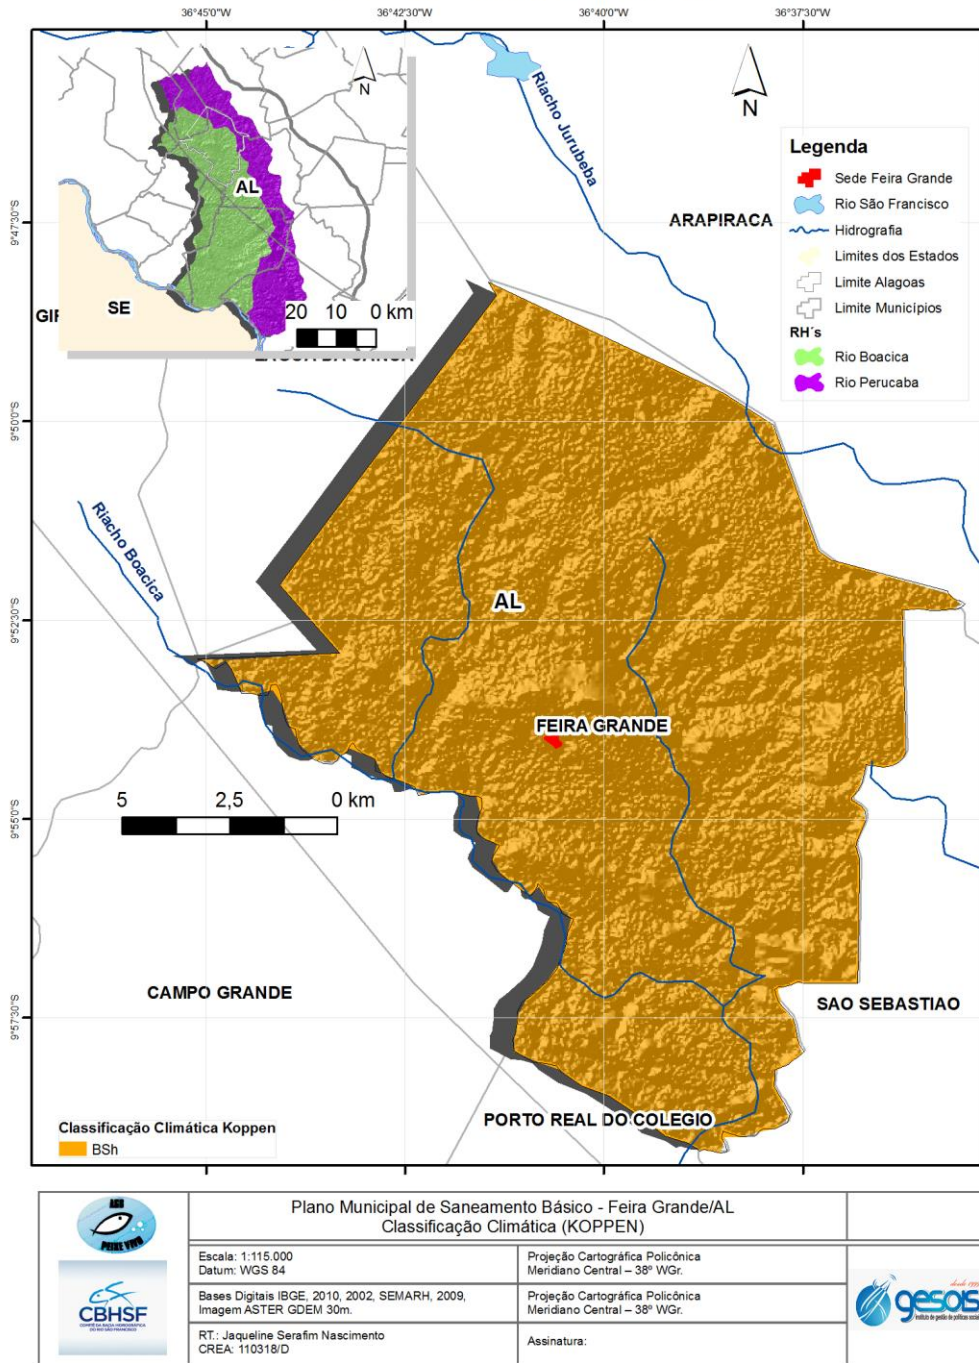 36°45'0"W
36°42'30"W
36°40'0"W
36°37'30"W
9°47'30"S
9°50'0"S
9°52'30"S
9°55'0"S
9°57'30"S
N
AL
SE
20 10 0 km
N
Riacho Jurubeba
ARAPIRACA
Legenda
Sede Feira Grande
Rio São Francisco
Hidrografia
Limites dos Estados
Limite Alagoas
Limite Municípios
RH´s
Rio Boacica
Rio Perucaba
Riacho Boacica
AL
FEIRA GRANDE
5 2,5 0 km
CAMPO GRANDE
SAO SEBASTIAO
PORTO REAL DO COLEGIO
Classificação Climática Koppen
BSh
Plano Municipal de Saneamento Básico - Feira Grande/AL
Classificação Climática (KOPPEN)
Escala: 1:115.000
Datum: WGS 84
Projeção Cartográfica Policônica
Meridiano Central – 38º WGr.
Bases Digitais IBGE, 2010, 2002, SEMARH, 2009,
Imagem ASTER GDEM 30m.
Projeção Cartográfica Policônica
Meridiano Central – 38º WGr.
RT.: Jaqueline Serafim Nascimento
CREA: 110318/D
Assinatura:
AGB
PEIXE VIVO
CBHSF
gesois